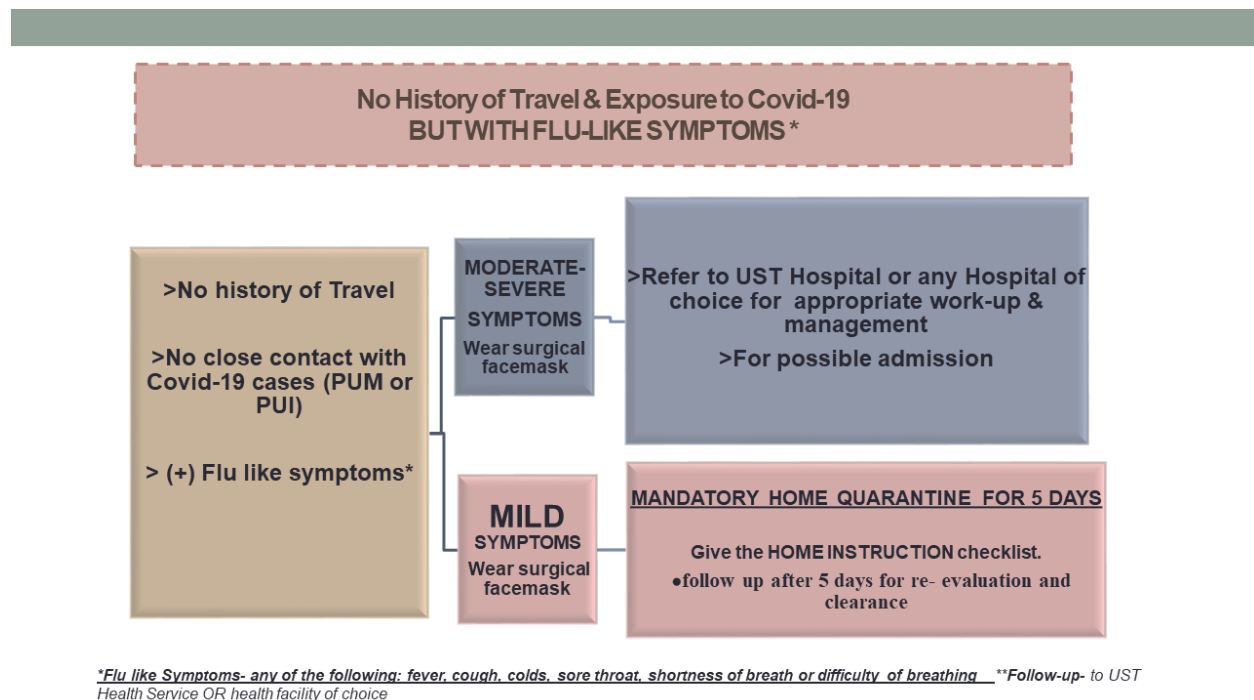 No History of Travel & Exposure to Covid-19
BUT WITH FLU-LIKE SYMPTOMS *
>No history of Travel
>No close contact with
Covid-19 cases (PUM or
PUI)
> (+) Flu like symptoms*
MODERATE-
SEVERE
SYMPTOMS
Wear surgical
facemask
>Refer to UST Hospital or any Hospital of
choice for appropriate work-up &
management
>For possible admission
MILD
SYMPTOMS
Wear surgical
facemask
MANDATORY HOME QUARANTINE FOR 5 DAYS
Give the HOME INSTRUCTION checklist.
•follow up after 5 days for re- evaluation and
clearance
*Flu like Symptoms- any of the following: fever, cough, colds, sore throat, shortness of breath or difficulty of breathing **Follow-up- to UST
Health Service OR health facility of choice